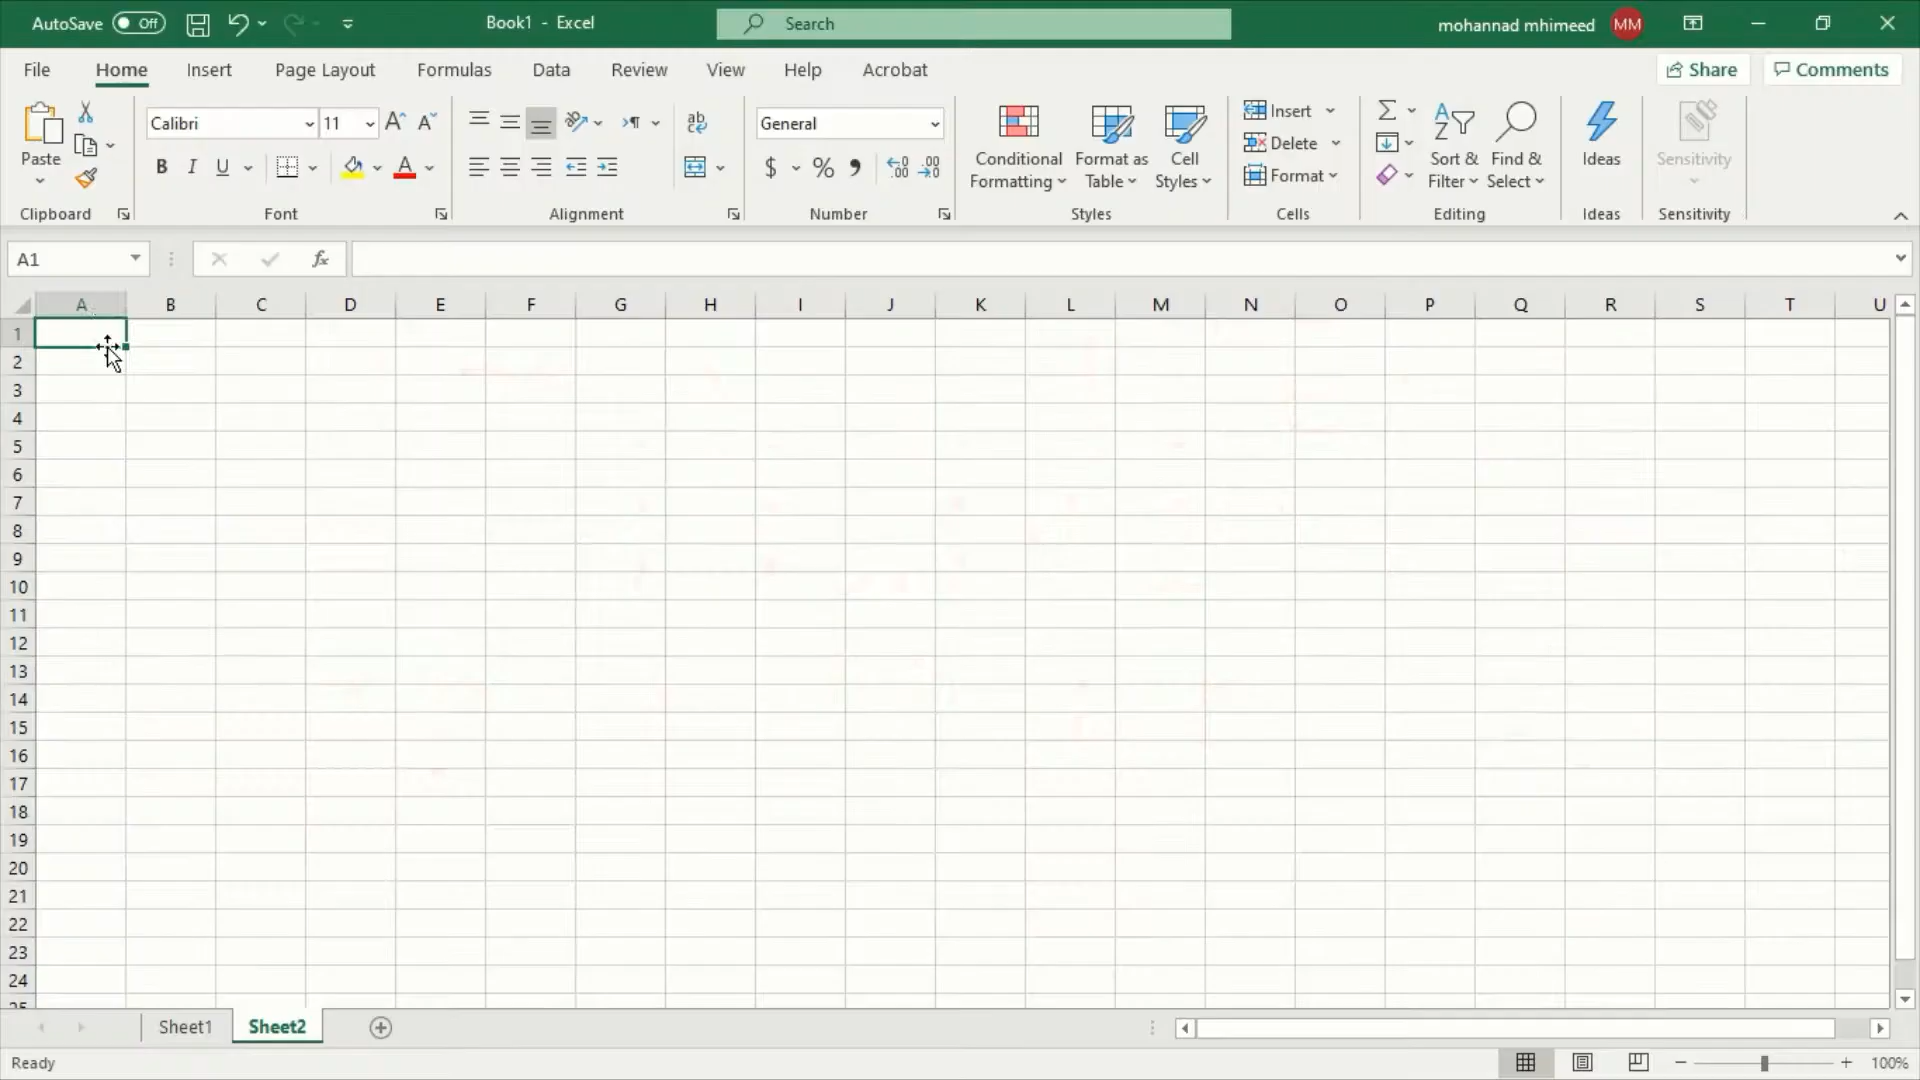 AutoSave Off Book1 - Excel Search mohannad mhimeed MM
File Home Insert Page Layout Formulas Data Review View Help Acrobat Share Comments
Calibri 11 A A ab General Insert Σ A Z
Paste B I U A $ % , .00 .0 Conditional Formatting Format as Table Cell Styles Delete Format Sort & Filter Find & Select Ideas Sensitivity
Clipboard Font Alignment Number Styles Cells Editing Ideas Sensitivity
A1 fx
A B C D E F G H I J K L M N O P Q R S T U
1
2
3
4
5
6
7
8
9
10
11
12
13
14
15
16
17
18
19
20
21
22
23
24
25
Sheet1 Sheet2
Ready 100%